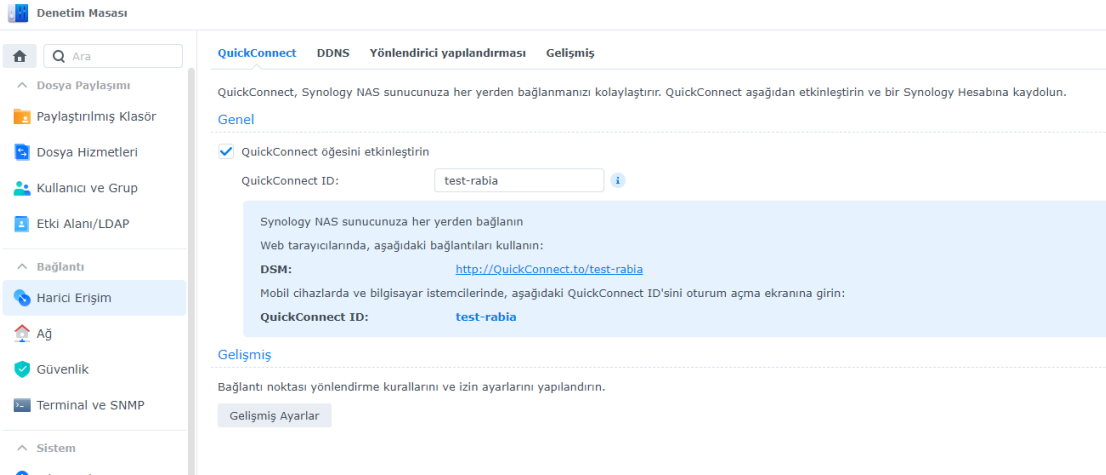 Denetim Masası
Ara
Dosya Paylaşımı
Paylaştırılmış Klasör
Dosya Hizmetleri
Kullanıcı ve Grup
Etki Alanı/LDAP
Bağlantı
Harici Erişim
Ağ
Güvenlik
Terminal ve SNMP
Sistem
QuickConnect DDNS Yönlendirici yapılandırması Gelişmiş
QuickConnect, Synology NAS sunucunuza her yerden bağlanmanızı kolaylaştırır. QuickConnect aşağıdan etkinleştirin ve bir Synology Hesabına kaydolun.
Genel
QuickConnect öğesini etkinleştirin
QuickConnect ID: test-rabia
Synology NAS sunucunuza her yerden bağlanın
Web tarayıcılarında, aşağıdaki bağlantıları kullanın:
DSM: http://QuickConnect.to/test-rabia
Mobil cihazlarda ve bilgisayar istemcilerinde, aşağıdaki QuickConnect ID'sini oturum açma ekranına girin:
QuickConnect ID: test-rabia
Gelişmiş
Bağlantı noktası yönlendirme kurallarını ve izin ayarlarını yapılandırın.
Gelişmiş Ayarlar